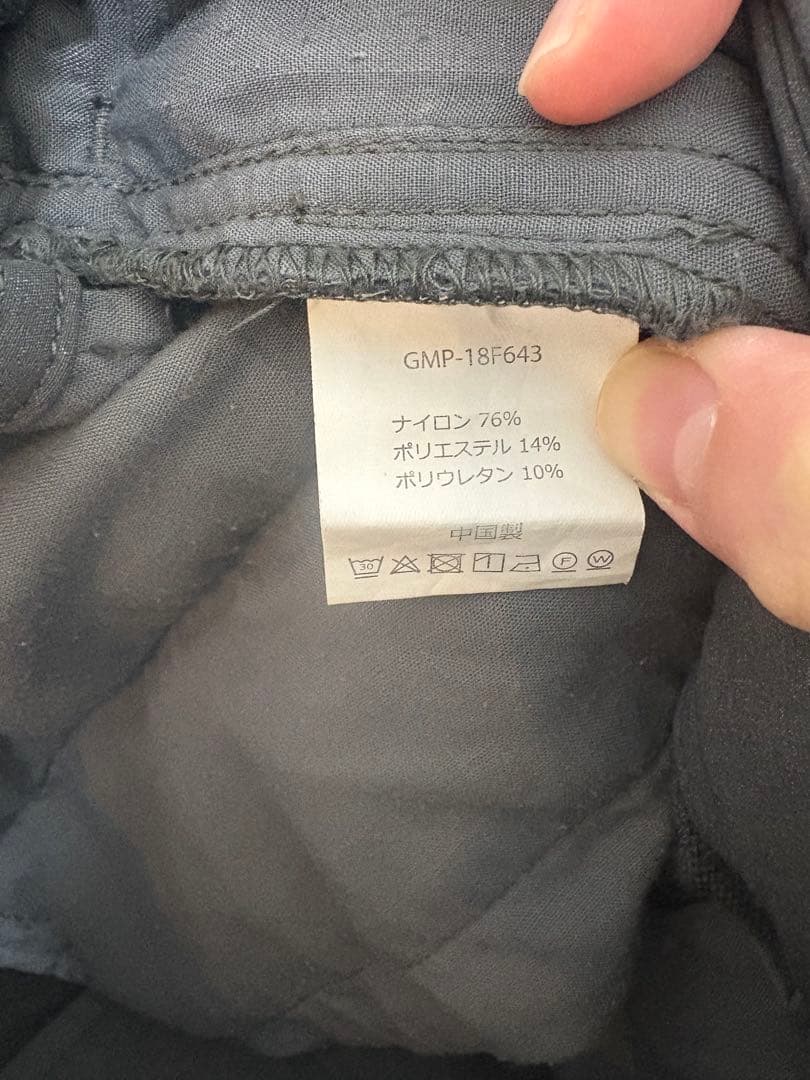 GMP-18F643
ナイロン 76%
ポリエステル 14%
ポリウレタン 10%
中国製
30 F W